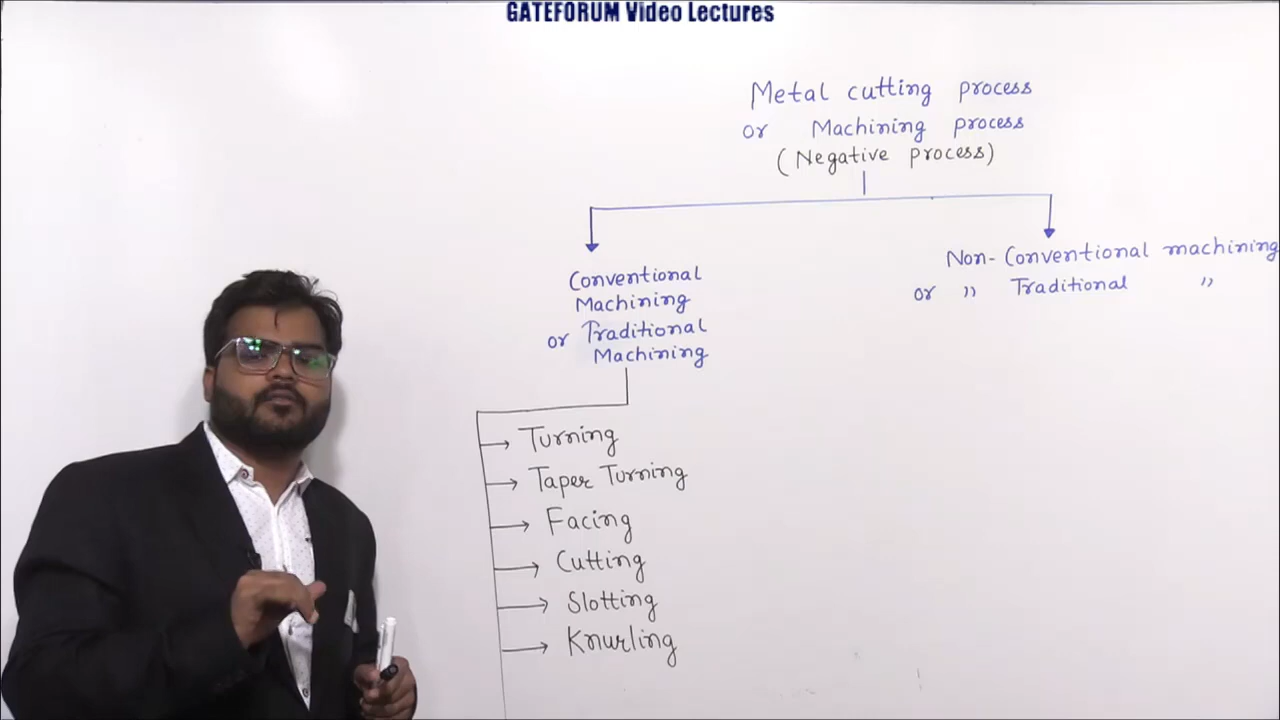 GATEFORUM Video Lectures
Metal cutting process
or Machining process
(Negative process)
Conventional
Machining
or Traditional
Machining
Non-Conventional machining
or " Traditional "
Turning
Taper Turning
Facing
Cutting
Slotting
Knurling